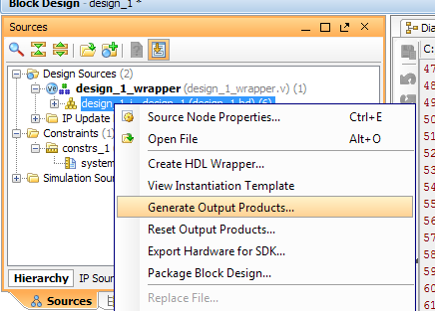 Block Design - design_1 *
Sources
Design Sources (2)
design_1_wrapper (design_1_wrapper.v) (1)
design_1_i - design_1 (design_1.bd) (6)
IP Update
Constraints (
constrs_1
system
Simulation Sour
Source Node Properties... Ctrl+E
Open File Alt+O
Create HDL Wrapper...
View Instantiation Template
Generate Output Products...
Reset Output Products...
Export Hardware for SDK...
Package Block Design...
Replace File...
Hierarchy IP Sour
Sources
Dia
C:
47
48
49
50
51
52
53
54
55
56
57
58
59
60
61